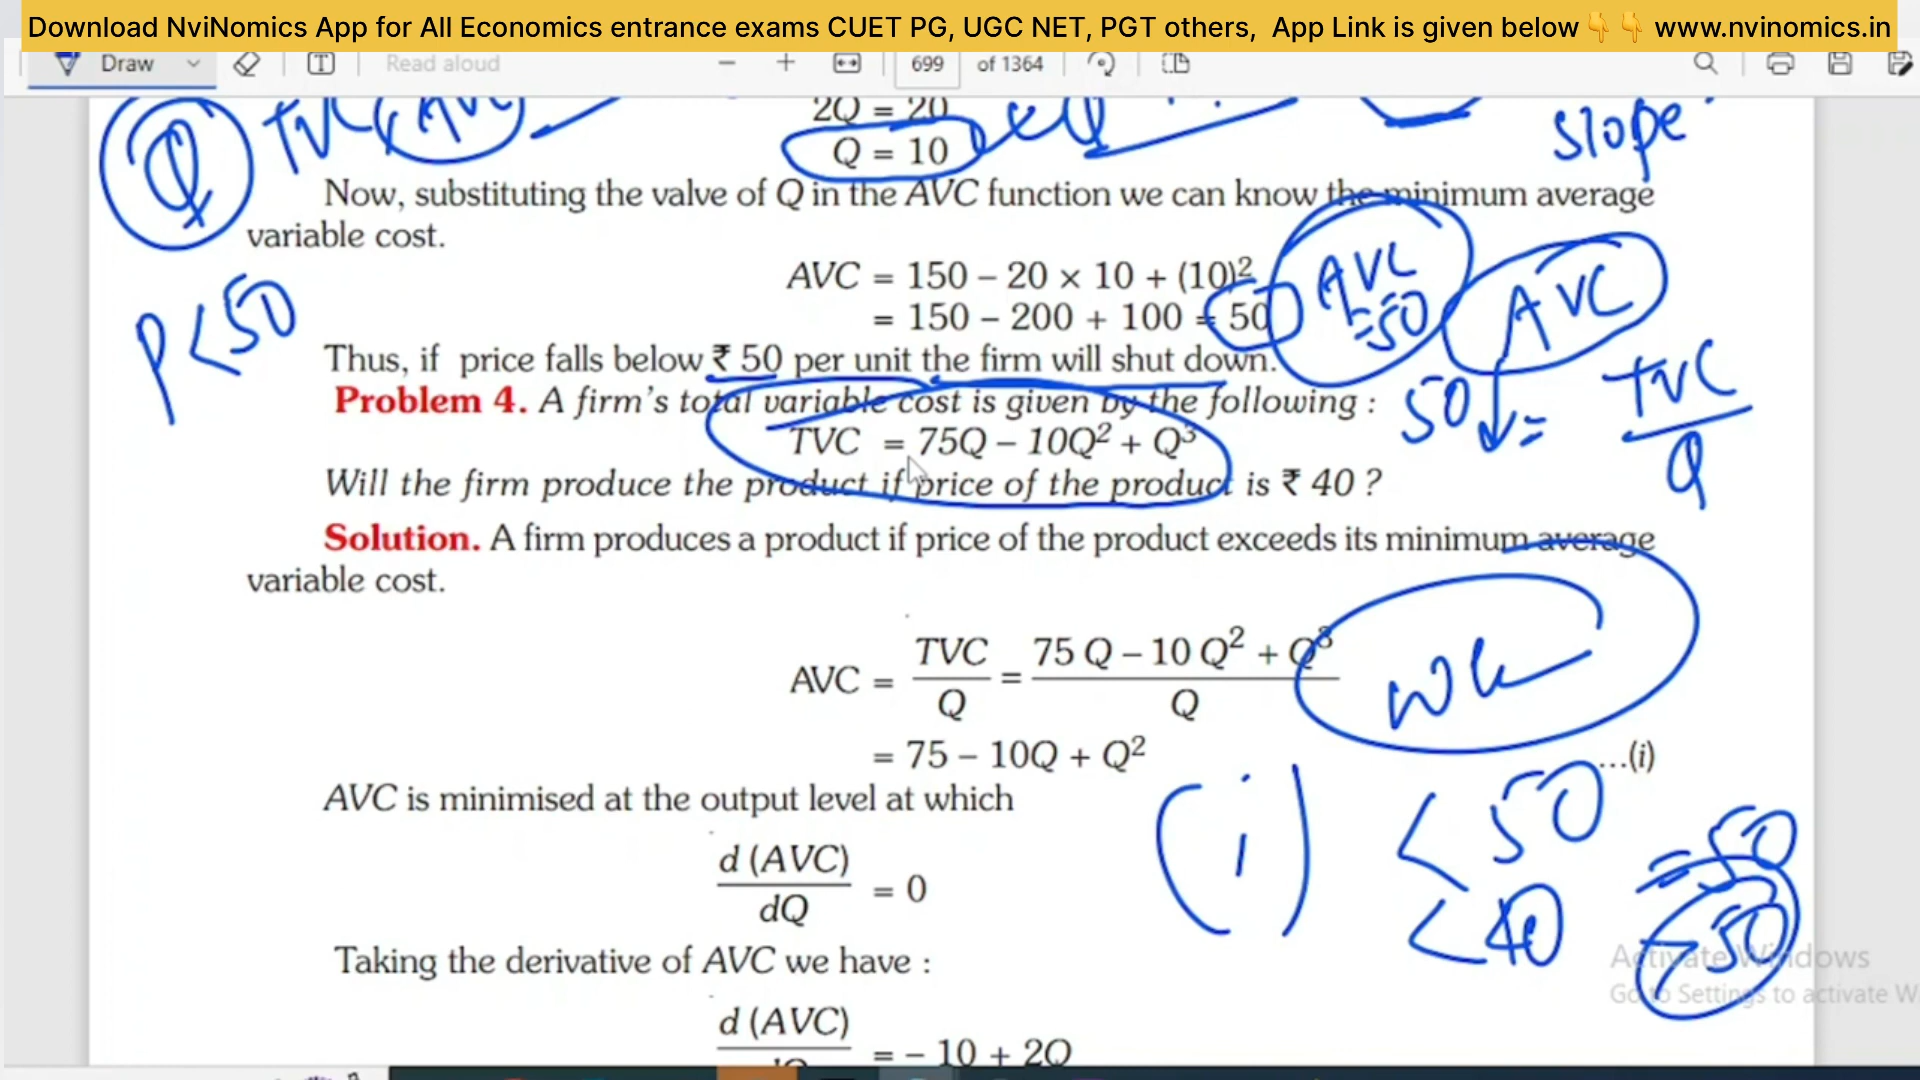 Download NviNomics App for All Economics entrance exams CUET PG, UGC NET, PGT others, App Link is given below👇👇 www.nvinomics.in
Draw Read aloud 699 of 1364
2Q = 20
Q = 10
Q TVC AVC
slope
Now, substituting the valve of Q in the AVC function we can know the minimum average
variable cost.
AVC = 150 – 20 × 10 + (10)²
= 150 – 200 + 100 = 50
AVC = 50
AVC
P < 50
Thus, if price falls below ₹ 50 per unit the firm will shut down.
50 = TVC / Q
Problem 4. A firm's total variable cost is given by the following :
TVC = 75Q – 10Q² + Q³
Will the firm produce the product if price of the product is ₹ 40 ?
Solution. A firm produces a product if price of the product exceeds its minimum average
variable cost.
AVC = TVC / Q = 75 Q – 10 Q² + Q³ / Q
= 75 – 10Q + Q² ...(i)
AVC is minimised at the output level at which
(i) < 50
= 50
< 40
> 50
d (AVC) / dQ = 0
Taking the derivative of AVC we have :
d (AVC)
= – 10 + 2Q
Activate Windows
Go to Settings to activate W